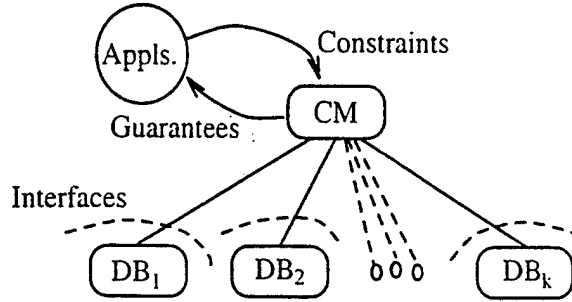 Appls.
Constraints
CM
Guarantees
Interfaces
DB1
DB2
DBk